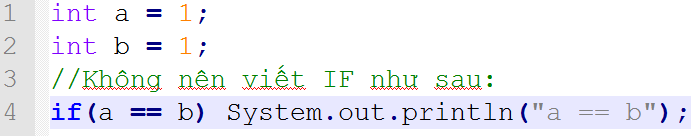 1 int a = 1;
2 int b = 1;
3 //Không nên viết IF như sau:
4 if(a == b) System.out.println("a == b");